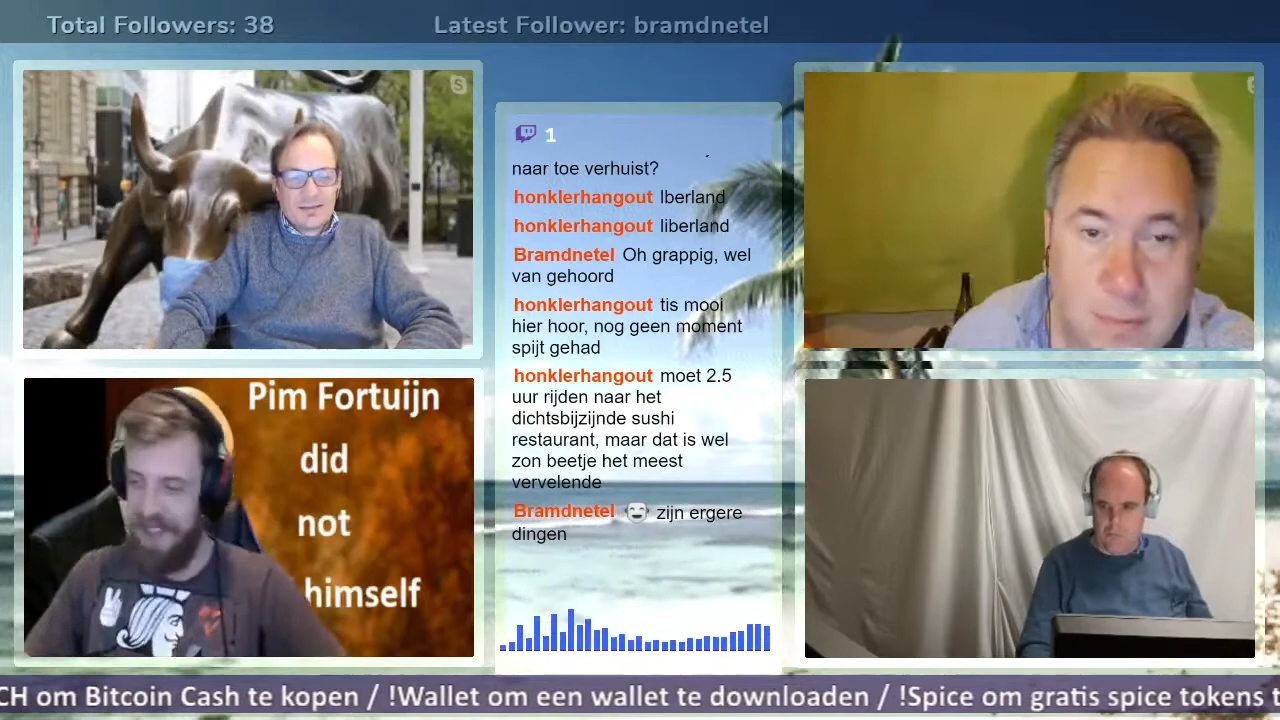 Total Followers: 38
Latest Follower: bramdnetel
1
naar toe verhuist?
honklerhangout lberland
honklerhangout liberland
Bramdnetel Oh grappig, wel
van gehoord
honklerhangout tis mooi
hier hoor, nog geen moment
spijt gehad
honklerhangout moet 2.5
uur rijden naar het
dichtsbijzijnde sushi
restaurant, maar dat is wel
zon beetje het meest
vervelende
Bramdnetel zijn ergere
dingen
Pim Fortuijn
did
not
himself
CH om Bitcoin Cash te kopen / !Wallet om een wallet te downloaden / !Spice om gratis spice tokens t